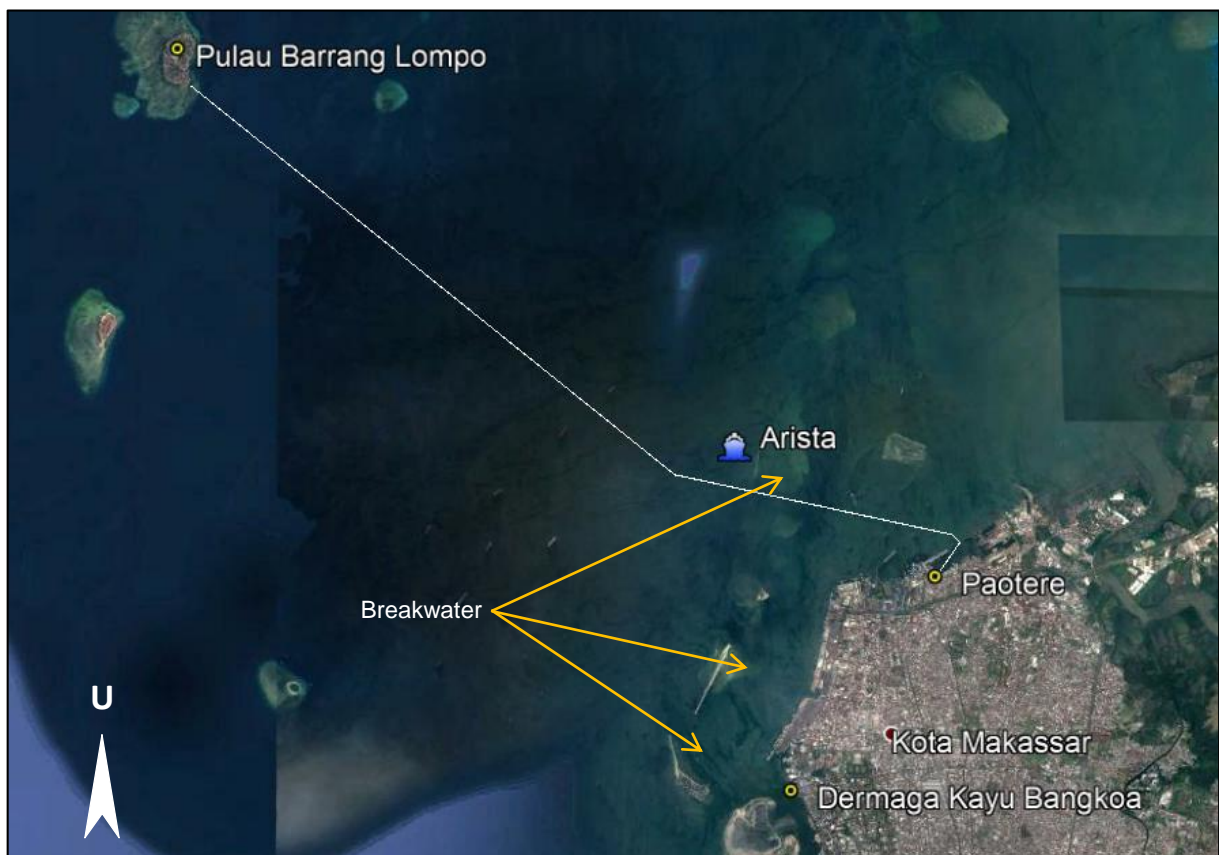 Pulau Barrang Lompo
Arista
Paotere
Breakwater
U
Kota Makassar
Dermaga Kayu Bangkoa